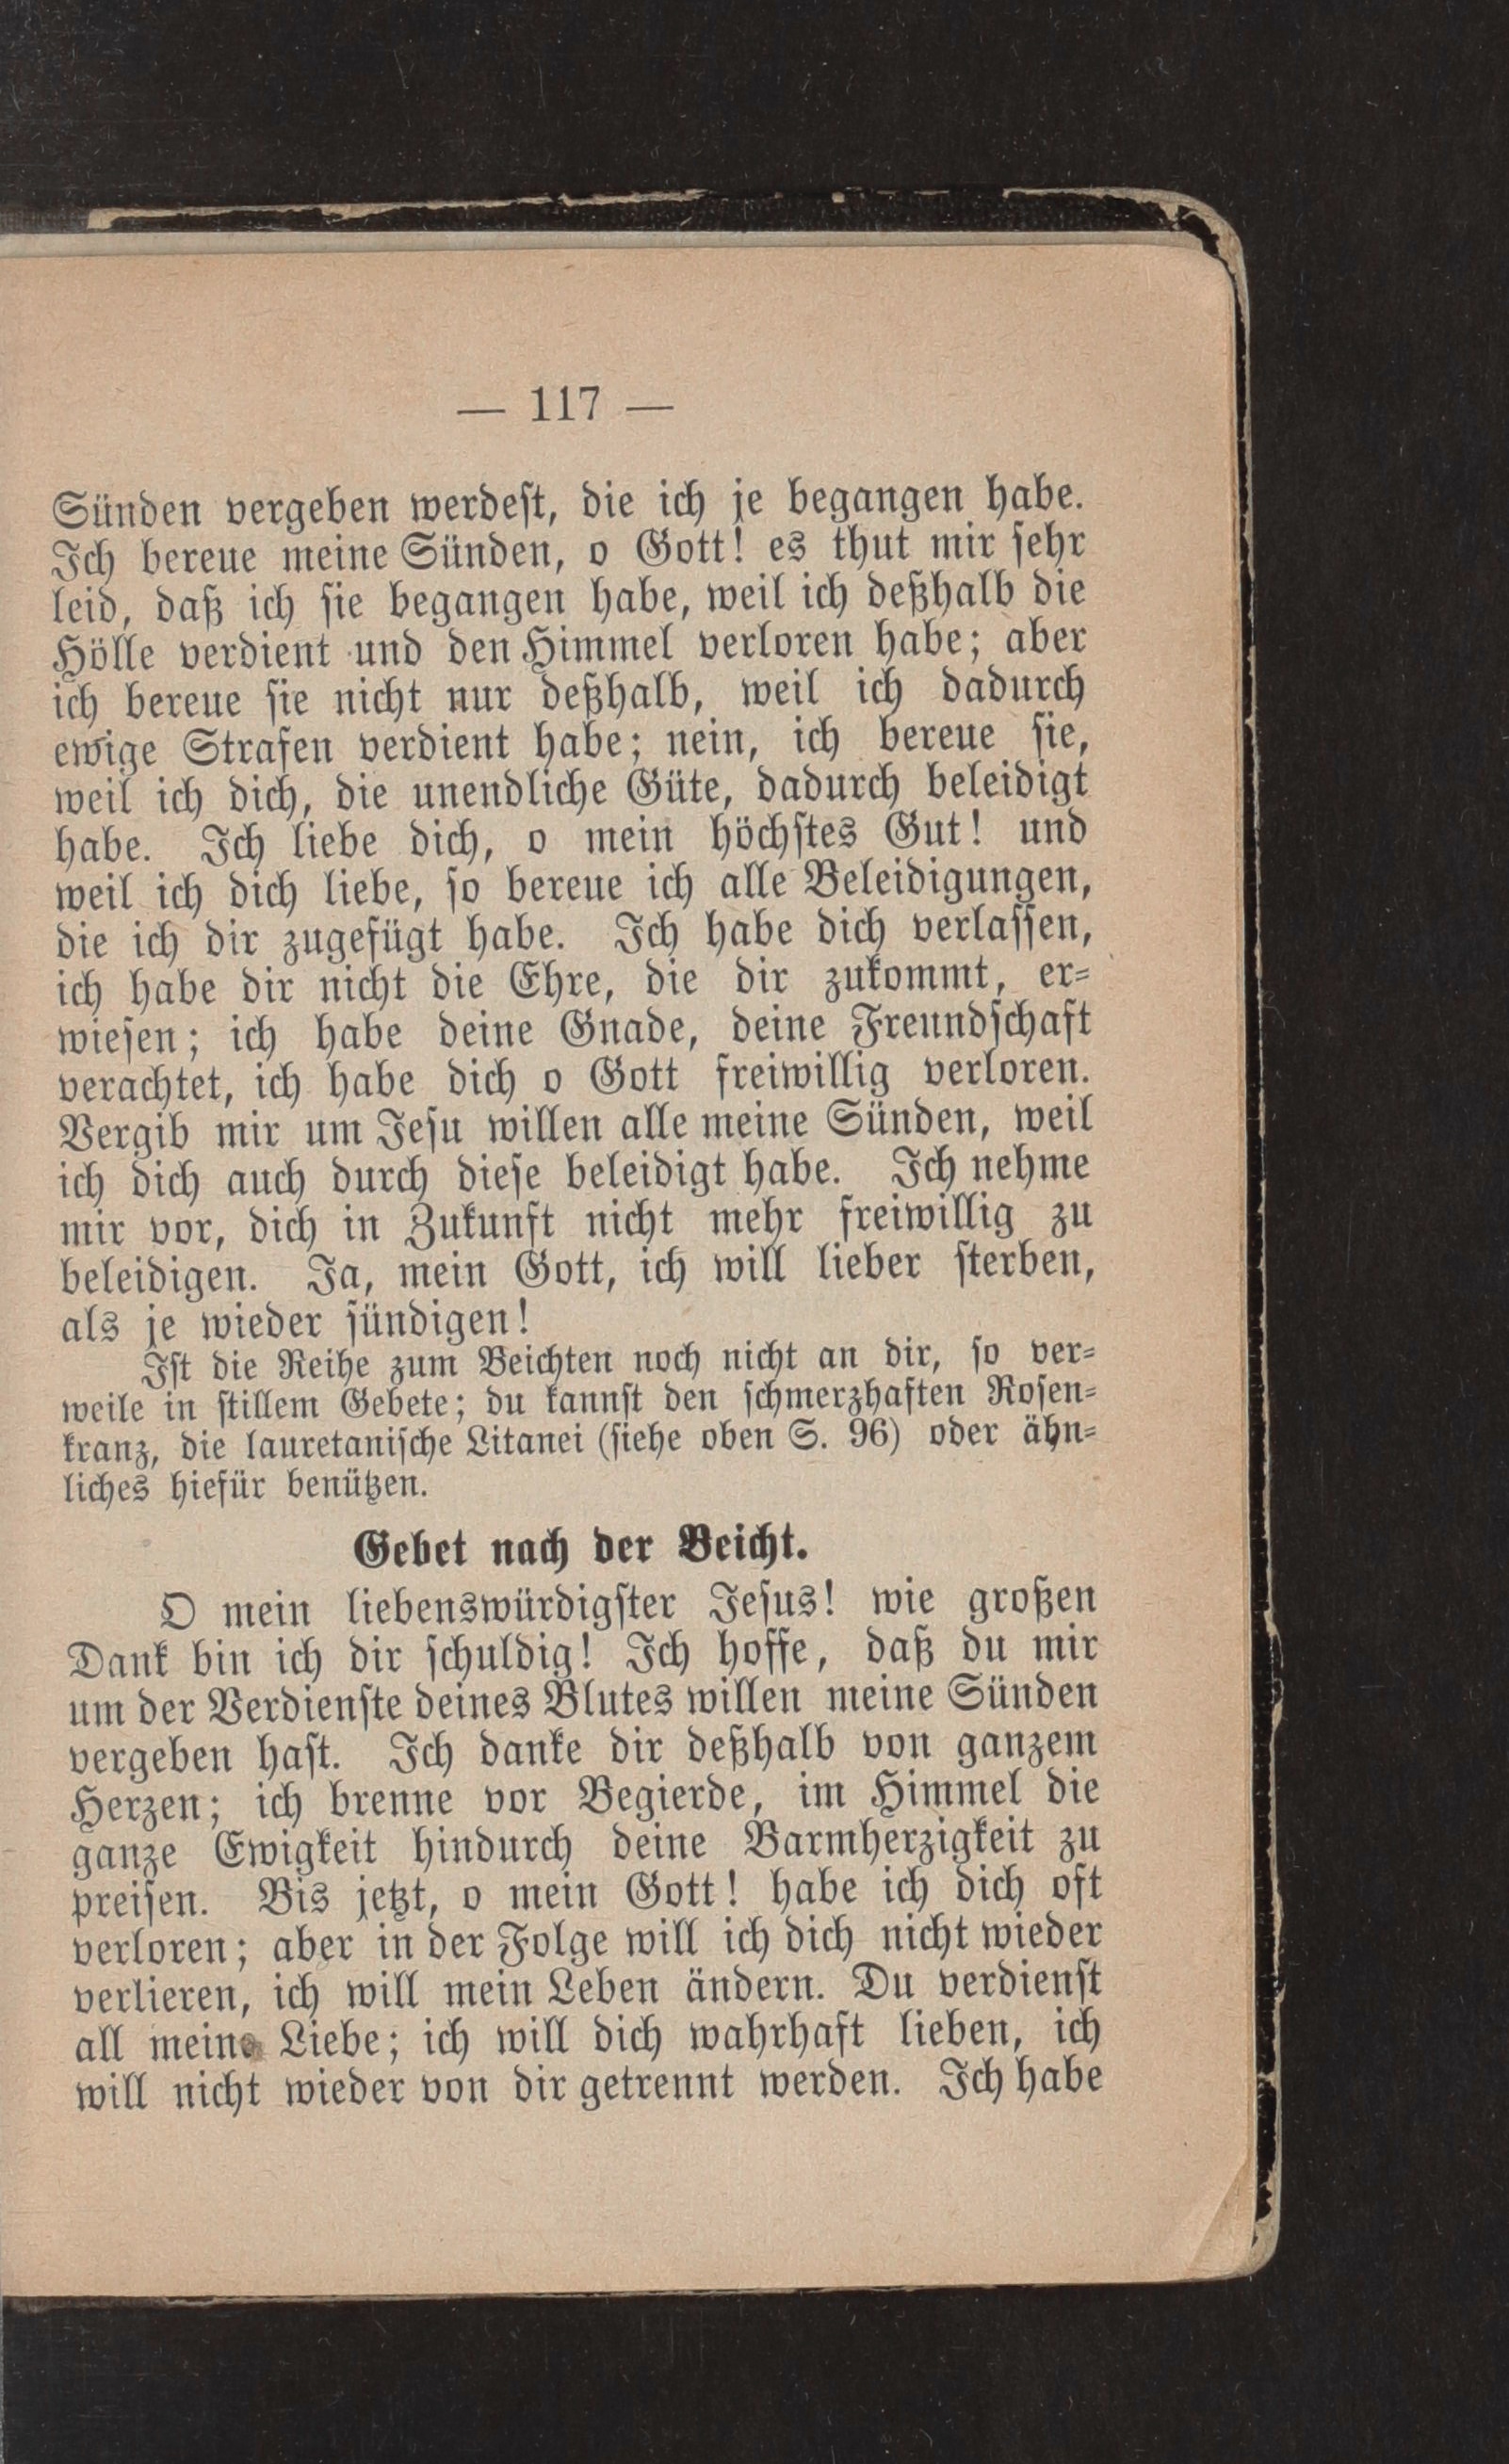 — 117 —
Sünden vergeben werdest, die ich je begangen habe.
Ich bereue meine Sünden, o Gott! es thut mir sehr
leid, daß ich sie begangen habe, weil ich deßhalb die
Hölle verdient und den Himmel verloren habe; aber
ich bereue sie nicht nur deßhalb, weil ich dadurch
ewige Strafen verdient habe; nein, ich bereue sie,
weil ich dich, die unendliche Güte, dadurch beleidigt
habe. Ich liebe dich, o mein höchstes Gut! und
weil ich dich liebe, so bereue ich alle Beleidigungen,
die ich dir zugefügt habe. Ich habe dich verlassen,
ich habe dir nicht die Ehre, die dir zukommt, er-
wiesen; ich habe deine Gnade, deine Freundschaft
verachtet, ich habe dich o Gott freiwillig verloren.
Vergib mir um Jesu willen alle meine Sünden, weil
ich dich auch durch diese beleidigt habe. Ich nehme
mir vor, dich in Zukunft nicht mehr freiwillig zu
beleidigen. Ja, mein Gott, ich will lieber sterben,
als je wieder sündigen!
Ist die Reihe zum Beichten noch nicht an dir, so ver-
weile in stillem Gebete; du kannst den schmerzhaften Rosen-
kranz, die lauretanische Litanei (siehe oben S. 96) oder ähn-
liches hiefür benützen.
Gebet nach der Beicht.
O mein liebenswürdigster Jesus! wie großen
Dank bin ich dir schuldig! Ich hoffe, daß du mir
um der Verdienste deines Blutes willen meine Sünden
vergeben hast. Ich danke dir deßhalb von ganzem
Herzen; ich brenne vor Begierde, im Himmel die
ganze Ewigkeit hindurch deine Barmherzigkeit zu
preisen. Bis jetzt, o mein Gott! habe ich dich oft
verloren; aber in der Folge will ich dich nicht wieder
verlieren, ich will mein Leben ändern. Du verdienst
all meine Liebe; ich will dich wahrhaft lieben, ich
will nicht wieder von dir getrennt werden. Ich habe